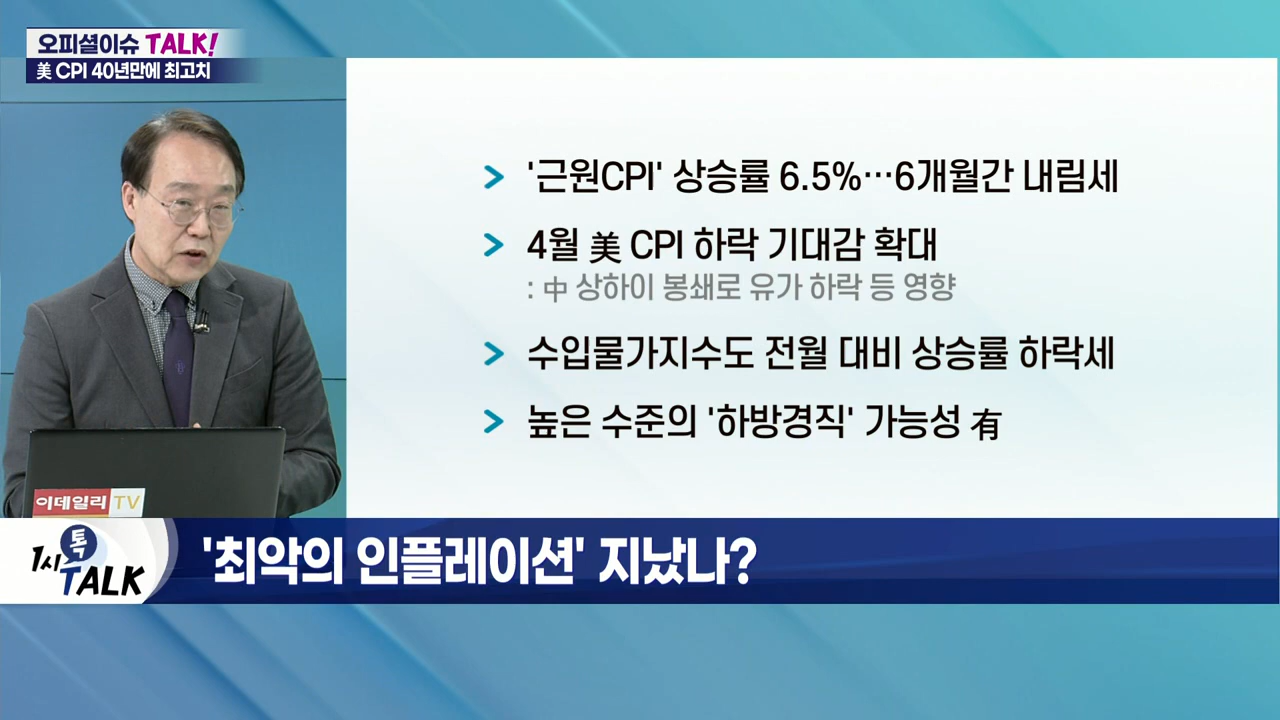 오피셜이슈 TALK!
美 CPI 40년만에 최고치
'근원CPI' 상승률 6.5%…6개월간 내림세
4월 美 CPI 하락 기대감 확대
: 中 상하이 봉쇄로 유가 하락 등 영향
수입물가지수도 전월 대비 상승률 하락세
높은 수준의 '하방경직' 가능성 有
이데일리 TV
1시 톡 TALK
'최악의 인플레이션' 지났나?